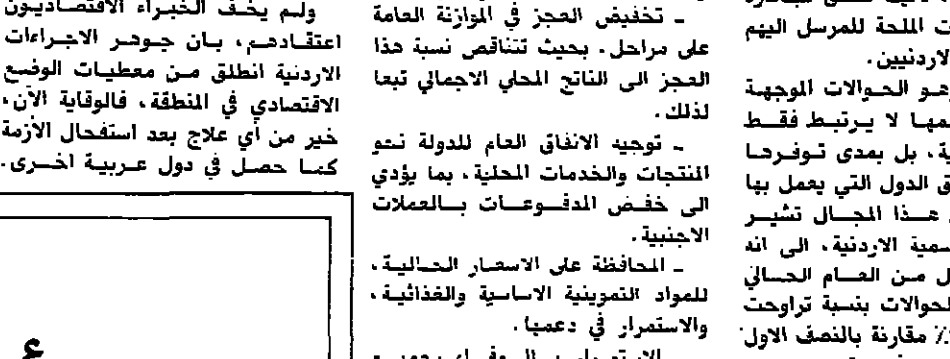 ت الملحة للمرسل اليهم
لاردنيين.
هو الحوالات الموجهة
مها لا يرتبط فقط
ية، بل بمدى توفرها
ق الدول التي يعمل بها
هذا المجال تشير
سمية الاردنية، الى انه
ل من العام الحالي
لحوالات بنسبة تراوحت
٪ مقارنة بالنصف الاول
ـ تخفيض العجز في الموازنة العامة
على مراحل. بحيث تتناقص نسبة هذا
العجز الى الناتج المحلي الاجمالي تبعا
لذلك.
ـ توجيه الانفاق العام للدولة نحو
المنتجات والخدمات المحلية، بما يؤدي
الى خفض المدفوعات بالعملات
الاجنبية.
ـ المحافظة على الاسعار الحالية،
للمواد التموينية الاساسية والغذائية،
والاستمرار في دعمها.
ولم يخف الخبراء الاقتصاديون
اعتقادهم، بان جوهر الاجراءات
الاردنية انطلق من معطيات الوضع
الاقتصادي في المنطقة، فالوقاية الآن،
خير من أي علاج بعد استفحال الأزمة
كما حصل في دول عربية اخرى.